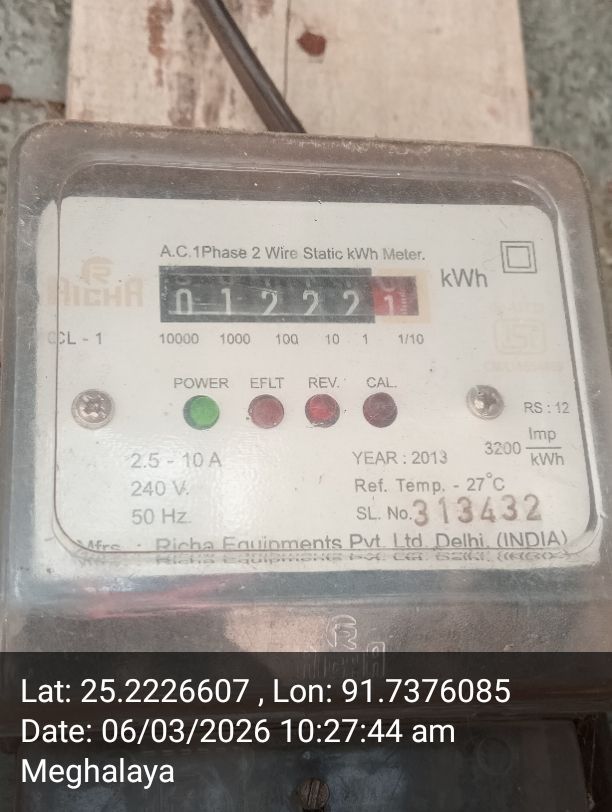 A.C.1Phase 2 Wire Static kWh Meter.
RICHA
0 1 2 2 2 1 kWh
CL - 1
10000 1000 100 10 1 1/10
POWER EFLT REV. CAL.
RS : 12
2.5 - 10 A
YEAR : 2013
3200 Imp/kWh
240 V.
Ref. Temp. - 27°C
50 Hz.
SL. No. 313432
Mfrs. : Richa Equipments Pvt. Ltd. Delhi. (INDIA)
RICHA
Lat: 25.2226607 , Lon: 91.7376085
Date: 06/03/2026 10:27:44 am
Meghalaya